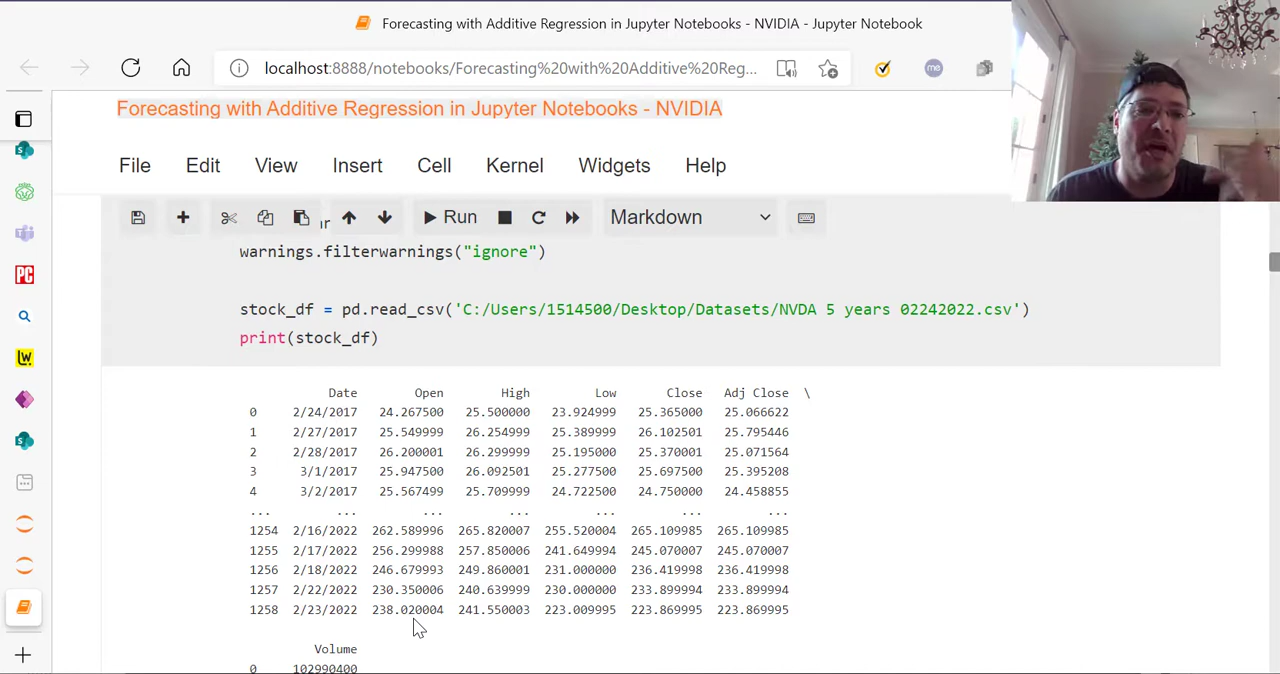 Forecasting with Additive Regression in Jupyter Notebooks - NVIDIA - Jupyter Notebook
localhost:8888/notebooks/Forecasting%20with%20Additive%20Reg...
me
Forecasting with Additive Regression in Jupyter Notebooks - NVIDIA
File Edit View Insert Cell Kernel Widgets Help
Run Markdown
warnings.filterwarnings("ignore")
stock_df = pd.read_csv('C:/Users/1514500/Desktop/Datasets/NVDA 5 years 02242022.csv')
print(stock_df)
Date Open High Low Close Adj Close \
0 2/24/2017 24.267500 25.500000 23.924999 25.365000 25.066622
1 2/27/2017 25.549999 26.254999 25.389999 26.102501 25.795446
2 2/28/2017 26.200001 26.299999 25.195000 25.370001 25.071564
3 3/1/2017 25.947500 26.092501 25.277500 25.697500 25.395208
4 3/2/2017 25.567499 25.709999 24.722500 24.750000 24.458855
... ... ... ... ... ... ...
1254 2/16/2022 262.589996 265.820007 255.520004 265.109985 265.109985
1255 2/17/2022 256.299988 257.850006 241.649994 245.070007 245.070007
1256 2/18/2022 246.679993 249.860001 231.000000 236.419998 236.419998
1257 2/22/2022 230.350006 240.639999 230.000000 233.899994 233.899994
1258 2/23/2022 238.020004 241.550003 223.009995 223.869995 223.869995
Volume
0 102990400
PC
LW